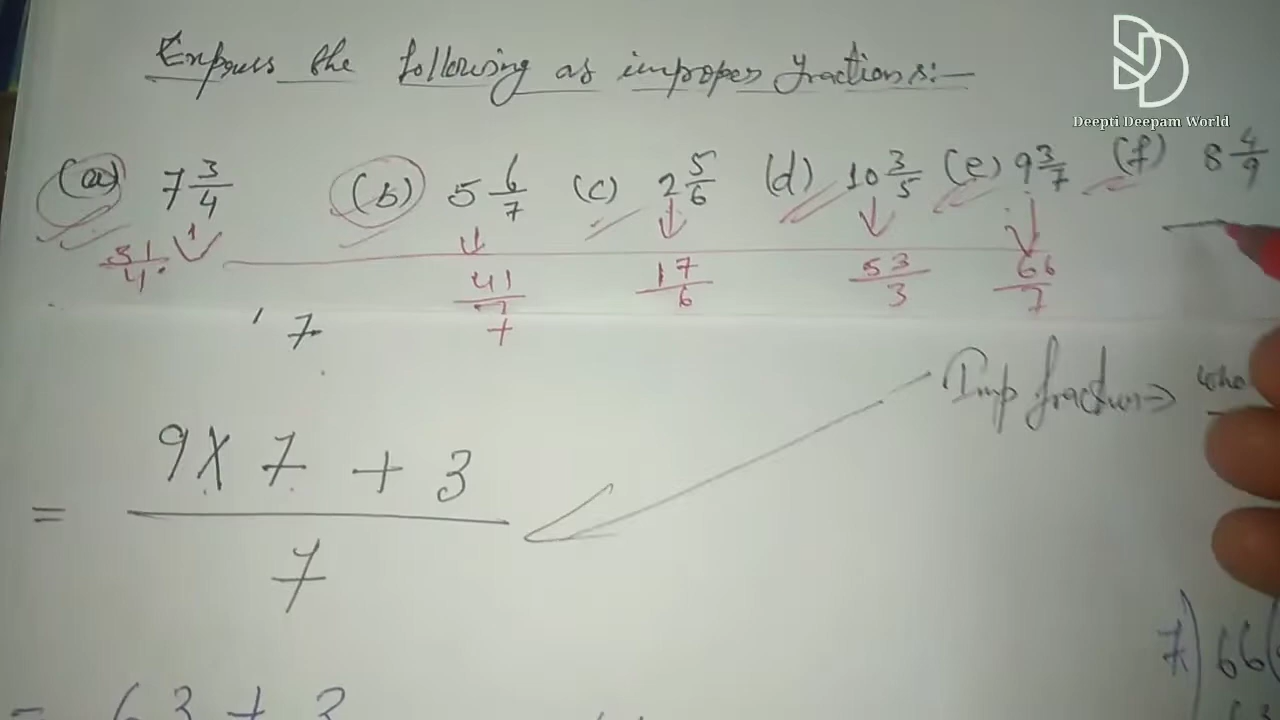 Express the following as improper fractions:-
Deepti Deepam World
(a) 7 3/4 (b) 5 6/7 (c) 2 5/6 (d) 10 3/5 (e) 9 3/7 (f) 8 4/9
31/4 41/7 17/6 53/3 66/7
7
Imp fraction ⇒
= 9 X 7 + 3 / 7
7) 66 (
= 63 + 3